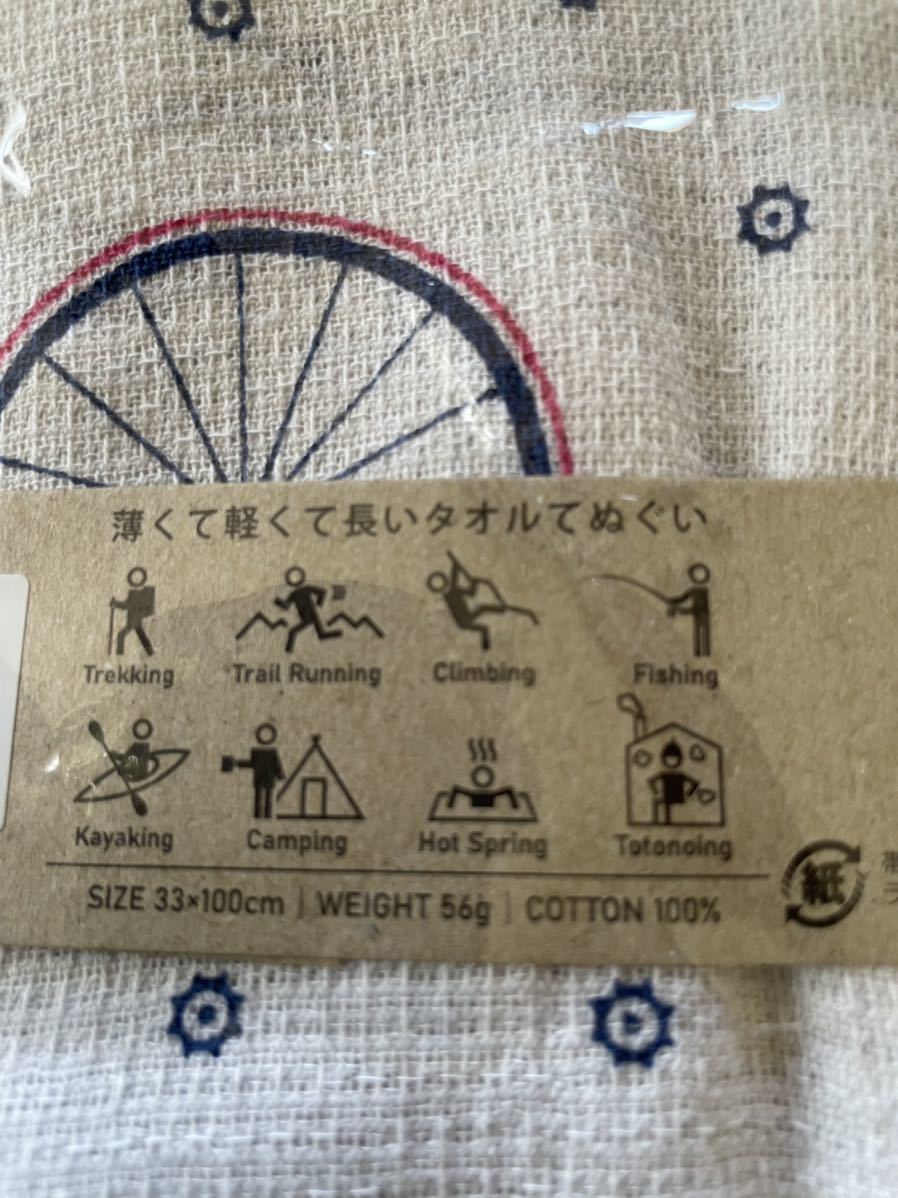 薄くて軽くて長いタオルてぬぐい
Trekking
Trail Running
Climbing
Fishing
Kayaking
Camping
Hot Spring
Totonoing
SIZE 33×100cm | WEIGHT 56g | COTTON 100%
紙